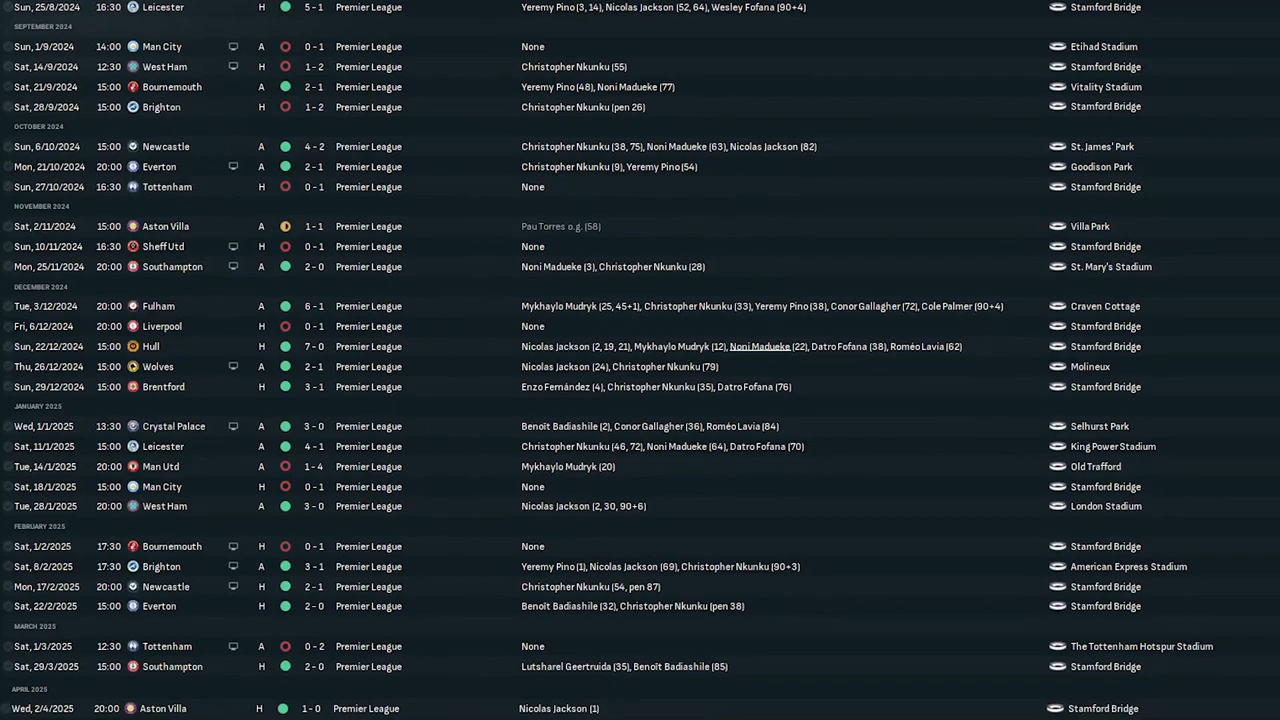 Sun, 25/8/2024 16:30 Leicester H 5 - 1 Premier League Yeremy Pino (3, 14), Nicolas Jackson (52, 64), Wesley Fofana (90+4) Stamford Bridge
SEPTEMBER 2024
Sun, 1/9/2024 14:00 Man City A 0 - 1 Premier League None Etihad Stadium
Sat, 14/9/2024 12:30 West Ham H 1 - 2 Premier League Christopher Nkunku (55) Stamford Bridge
Sat, 21/9/2024 15:00 Bournemouth A 2 - 1 Premier League Yeremy Pino (48), Noni Madueke (77) Vitality Stadium
Sat, 28/9/2024 15:00 Brighton H 1 - 2 Premier League Christopher Nkunku (pen 26) Stamford Bridge
OCTOBER 2024
Sun, 6/10/2024 15:00 Newcastle A 4 - 2 Premier League Christopher Nkunku (38, 75), Noni Madueke (63), Nicolas Jackson (82) St. James' Park
Mon, 21/10/2024 20:00 Everton A 2 - 1 Premier League Christopher Nkunku (9), Yeremy Pino (54) Goodison Park
Sun, 27/10/2024 16:30 Tottenham H 0 - 1 Premier League None Stamford Bridge
NOVEMBER 2024
Sat, 2/11/2024 15:00 Aston Villa A 1 - 1 Premier League Pau Torres o.g. (58) Villa Park
Sun, 10/11/2024 16:30 Sheff Utd H 0 - 1 Premier League None Stamford Bridge
Mon, 25/11/2024 20:00 Southampton A 2 - 0 Premier League Noni Madueke (3), Christopher Nkunku (28) St. Mary's Stadium
DECEMBER 2024
Tue, 3/12/2024 20:00 Fulham A 6 - 1 Premier League Mykhaylo Mudryk (25, 45+1), Christopher Nkunku (33), Yeremy Pino (38), Conor Gallagher (72), Cole Palmer (90+4) Craven Cottage
Fri, 6/12/2024 20:00 Liverpool H 0 - 1 Premier League None Stamford Bridge
Sun, 22/12/2024 15:00 Hull H 7 - 0 Premier League Nicolas Jackson (2, 19, 21), Mykhaylo Mudryk (12), Noni Madueke (22), Datro Fofana (38), Roméo Lavia (62) Stamford Bridge
Thu, 26/12/2024 15:00 Wolves A 2 - 1 Premier League Nicolas Jackson (24), Christopher Nkunku (79) Molineux
Sun, 29/12/2024 15:00 Brentford H 3 - 1 Premier League Enzo Fernández (4), Christopher Nkunku (35), Datro Fofana (76) Stamford Bridge
JANUARY 2025
Wed, 1/1/2025 13:30 Crystal Palace A 3 - 0 Premier League Benoît Badiashile (2), Conor Gallagher (36), Roméo Lavia (84) Selhurst Park
Sat, 11/1/2025 15:00 Leicester A 4 - 1 Premier League Christopher Nkunku (46, 72), Noni Madueke (64), Datro Fofana (70) King Power Stadium
Tue, 14/1/2025 20:00 Man Utd A 1 - 4 Premier League Mykhaylo Mudryk (20) Old Trafford
Sat, 18/1/2025 15:00 Man City H 0 - 1 Premier League None Stamford Bridge
Tue, 28/1/2025 20:00 West Ham A 3 - 0 Premier League Nicolas Jackson (2, 30, 90+6) London Stadium
FEBRUARY 2025
Sat, 1/2/2025 17:30 Bournemouth H 0 - 1 Premier League None Stamford Bridge
Sat, 8/2/2025 17:30 Brighton A 3 - 1 Premier League Yeremy Pino (1), Nicolas Jackson (69), Christopher Nkunku (90+3) American Express Stadium
Mon, 17/2/2025 20:00 Newcastle H 2 - 1 Premier League Christopher Nkunku (54, pen 87) Stamford Bridge
Sat, 22/2/2025 15:00 Everton H 2 - 0 Premier League Benoît Badiashile (32), Christopher Nkunku (pen 38) Stamford Bridge
MARCH 2025
Sat, 1/3/2025 12:30 Tottenham A 0 - 2 Premier League None The Tottenham Hotspur Stadium
Sat, 29/3/2025 15:00 Southampton H 2 - 0 Premier League Lutsharel Geertruida (35), Benoît Badiashile (85) Stamford Bridge
APRIL 2025
Wed, 2/4/2025 20:00 Aston Villa H 1 - 0 Premier League Nicolas Jackson (1) Stamford Bridge